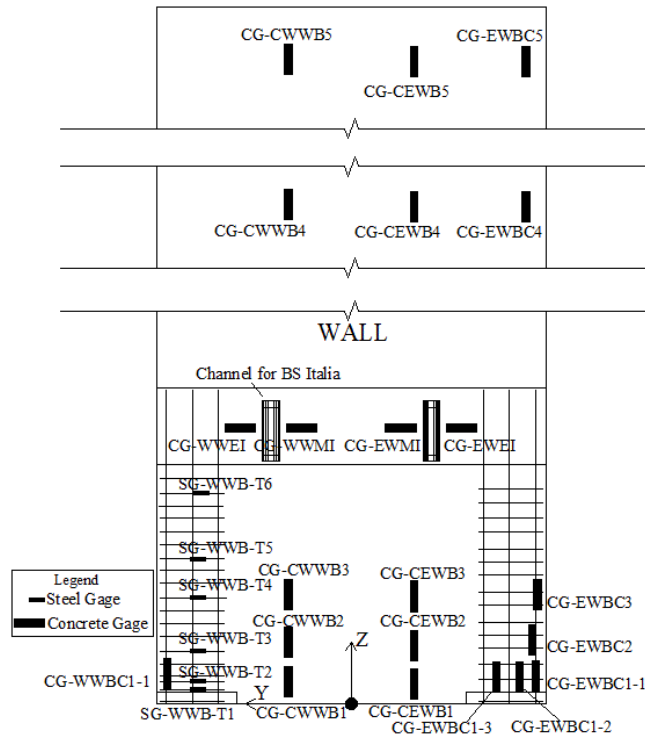 CG-CWWB5
CG-EWBC5
CG-CEWB5
CG-CWWB4
CG-CEWB4
CG-EWBC4
WALL
Channel for BS Italia
CG-WWEI
CG-WWMI
CG-EWMI
CG-EWEI
SG-WWB-T6
SG-WWB-T5
CG-CWWB3
CG-CEWB3
Legend
Steel Gage
Concrete Gage
SG-WWB-T4
CG-EWBC3
CG-CWWB2
CG-CEWB2
SG-WWB-T3
Z
CG-EWBC2
CG-WWBC1-1
SG-WWB-T2
CG-EWBC1-1
Y
SG-WWB-T1
CG-CWWB1
CG-CEWB1
CG-EWBC1-3
CG-EWBC1-2